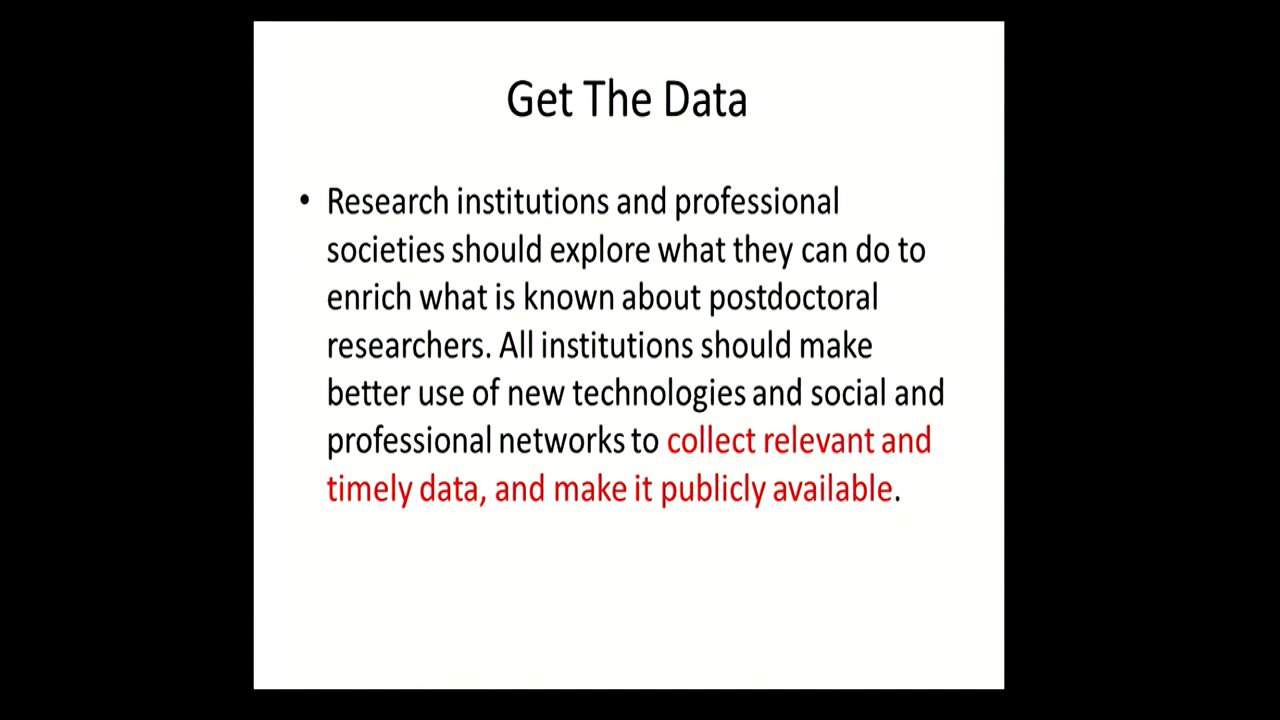 Get The Data
• Research institutions and professional
societies should explore what they can do to
enrich what is known about postdoctoral
researchers. All institutions should make
better use of new technologies and social and
professional networks to collect relevant and
timely data, and make it publicly available.